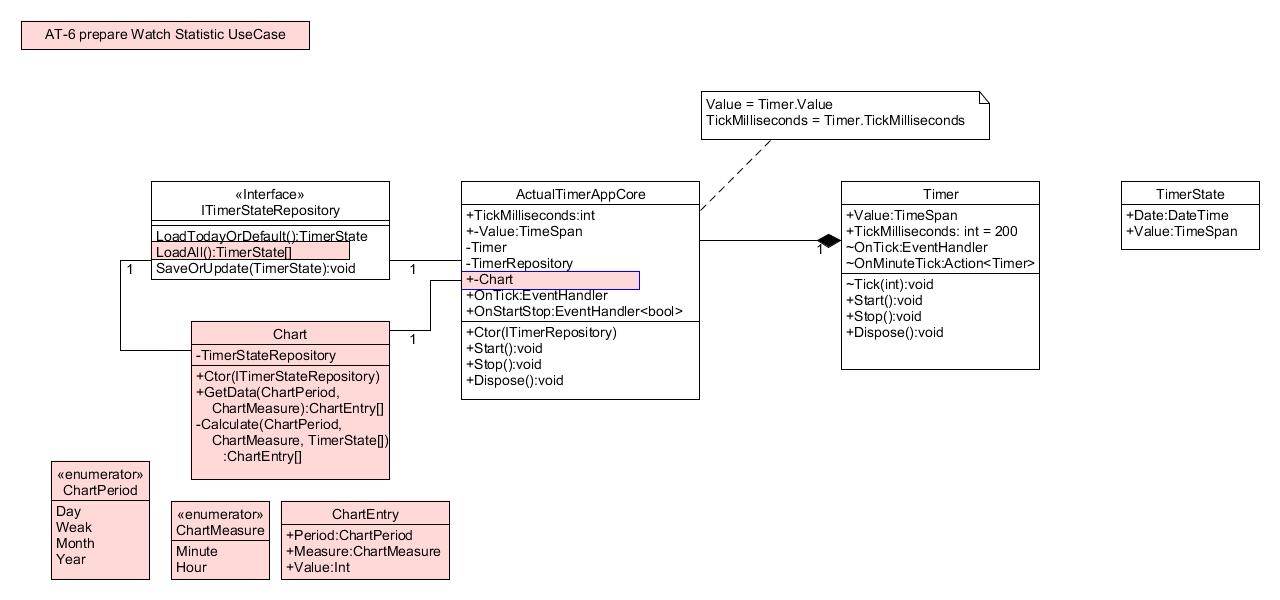 AT-6 prepare Watch Statistic UseCase
Value = Timer.Value
TickMilliseconds = Timer.TickMilliseconds
«Interface»
ITimerStateRepository
LoadTodayOrDefault():TimerState
LoadAll():TimerState[]
SaveOrUpdate(TimerState):void
1
1
ActualTimerAppCore
+TickMilliseconds:int
+-Value:TimeSpan
-Timer
-TimerRepository
+-Chart
+OnTick:EventHandler
+OnStartStop:EventHandler<bool>
+Ctor(ITimerRepository)
+Start():void
+Stop():void
+Dispose():void
1
Timer
+Value:TimeSpan
+TickMilliseconds: int = 200
~OnTick:EventHandler
~OnMinuteTick:Action<Timer>
~Tick(int):void
+Start():void
+Stop():void
+Dispose():void
TimerState
+Date:DateTime
+Value:TimeSpan
Chart
-TimerStateRepository
+Ctor(ITimerStateRepository)
+GetData(ChartPeriod,
ChartMeasure):ChartEntry[]
-Calculate(ChartPeriod,
ChartMeasure, TimerState[])
:ChartEntry[]
1
«enumerator»
ChartPeriod
Day
Weak
Month
Year
«enumerator»
ChartMeasure
Minute
Hour
ChartEntry
+Period:ChartPeriod
+Measure:ChartMeasure
+Value:Int